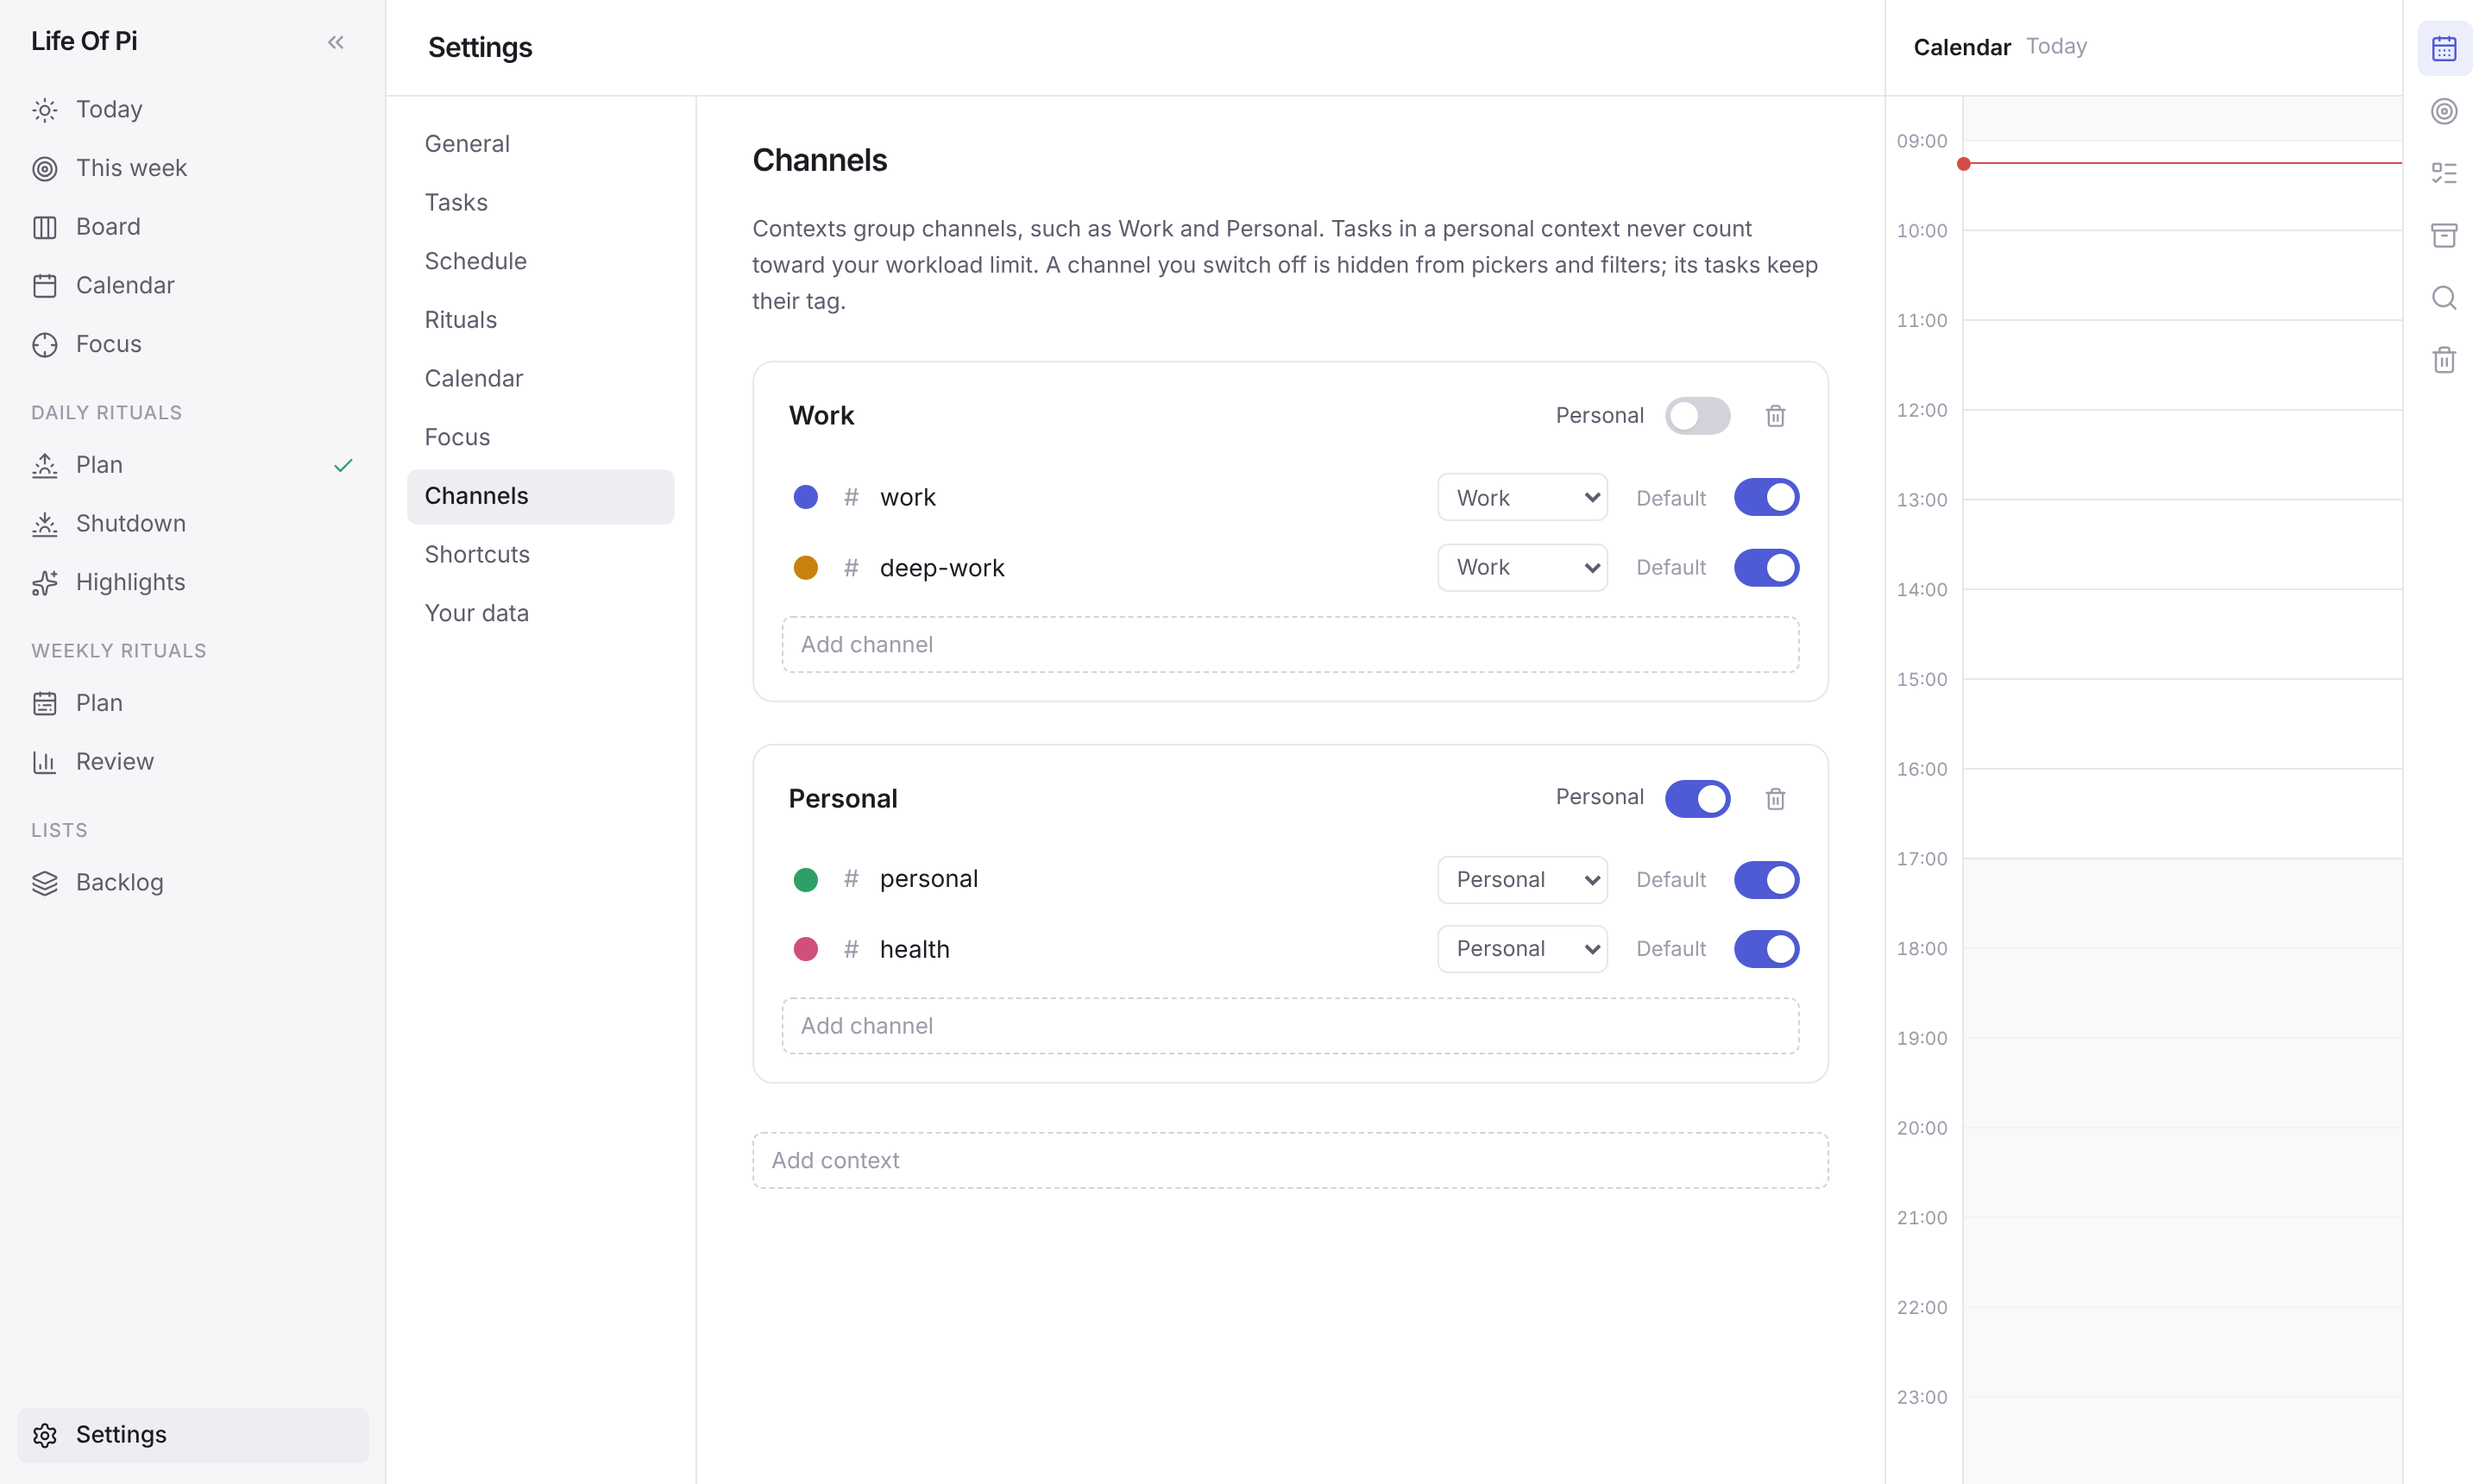 Life Of Pi
Today
This week
Board
Calendar
Focus
DAILY RITUALS
Plan
Shutdown
Highlights
WEEKLY RITUALS
Plan
Review
LISTS
Backlog
Settings
Settings
General
Tasks
Schedule
Rituals
Calendar
Focus
Channels
Shortcuts
Your data
Channels
Contexts group channels, such as Work and Personal. Tasks in a personal context never count
toward your workload limit. A channel you switch off is hidden from pickers and filters; its tasks keep
their tag.
Work Personal
# work Work Default
# deep-work Work Default
Add channel
Personal Personal
# personal Personal Default
# health Personal Default
Add channel
Add context
Calendar Today
09:00
10:00
11:00
12:00
13:00
14:00
15:00
16:00
17:00
18:00
19:00
20:00
21:00
22:00
23:00